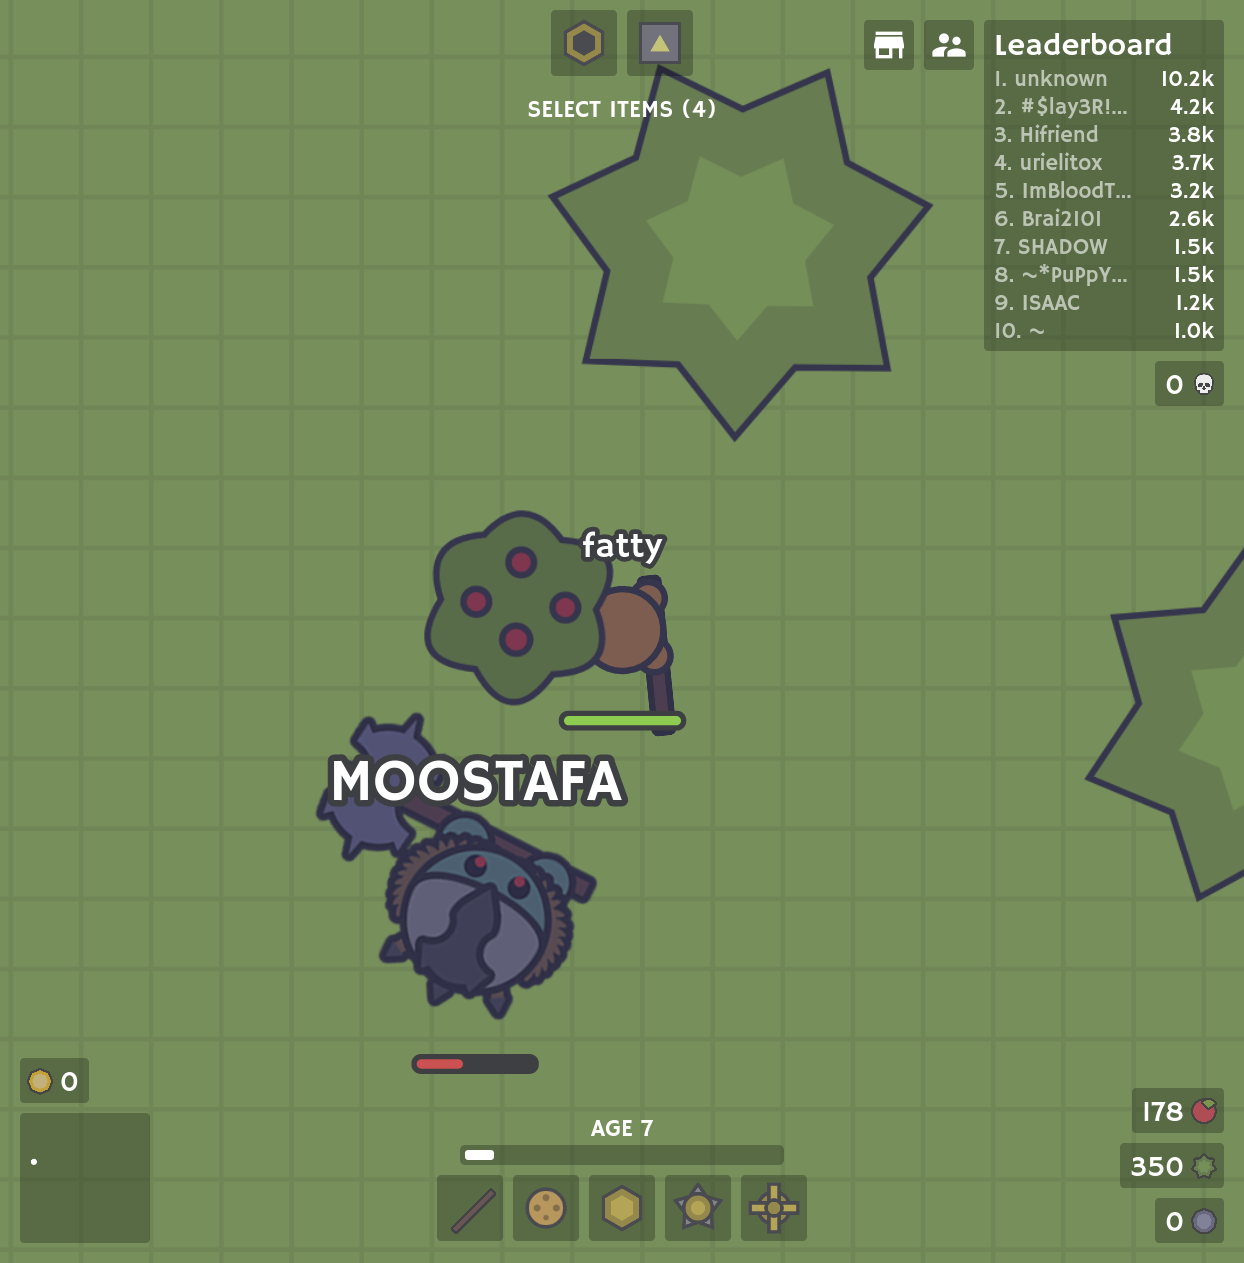 SELECT ITEMS (4)
Leaderboard
1. unknown 10.2k
2. #$lay3R!... 4.2k
3. Hifriend 3.8k
4. urielitox 3.7k
5. ImBloodT... 3.2k
6. Brai2101 2.6k
7. SHADOW 1.5k
8. ~*PuPpY... 1.5k
9. ISAAC 1.2k
10. ~ 1.0k
0
fatty
MOOSTAFA
0
AGE 7
178
350
0